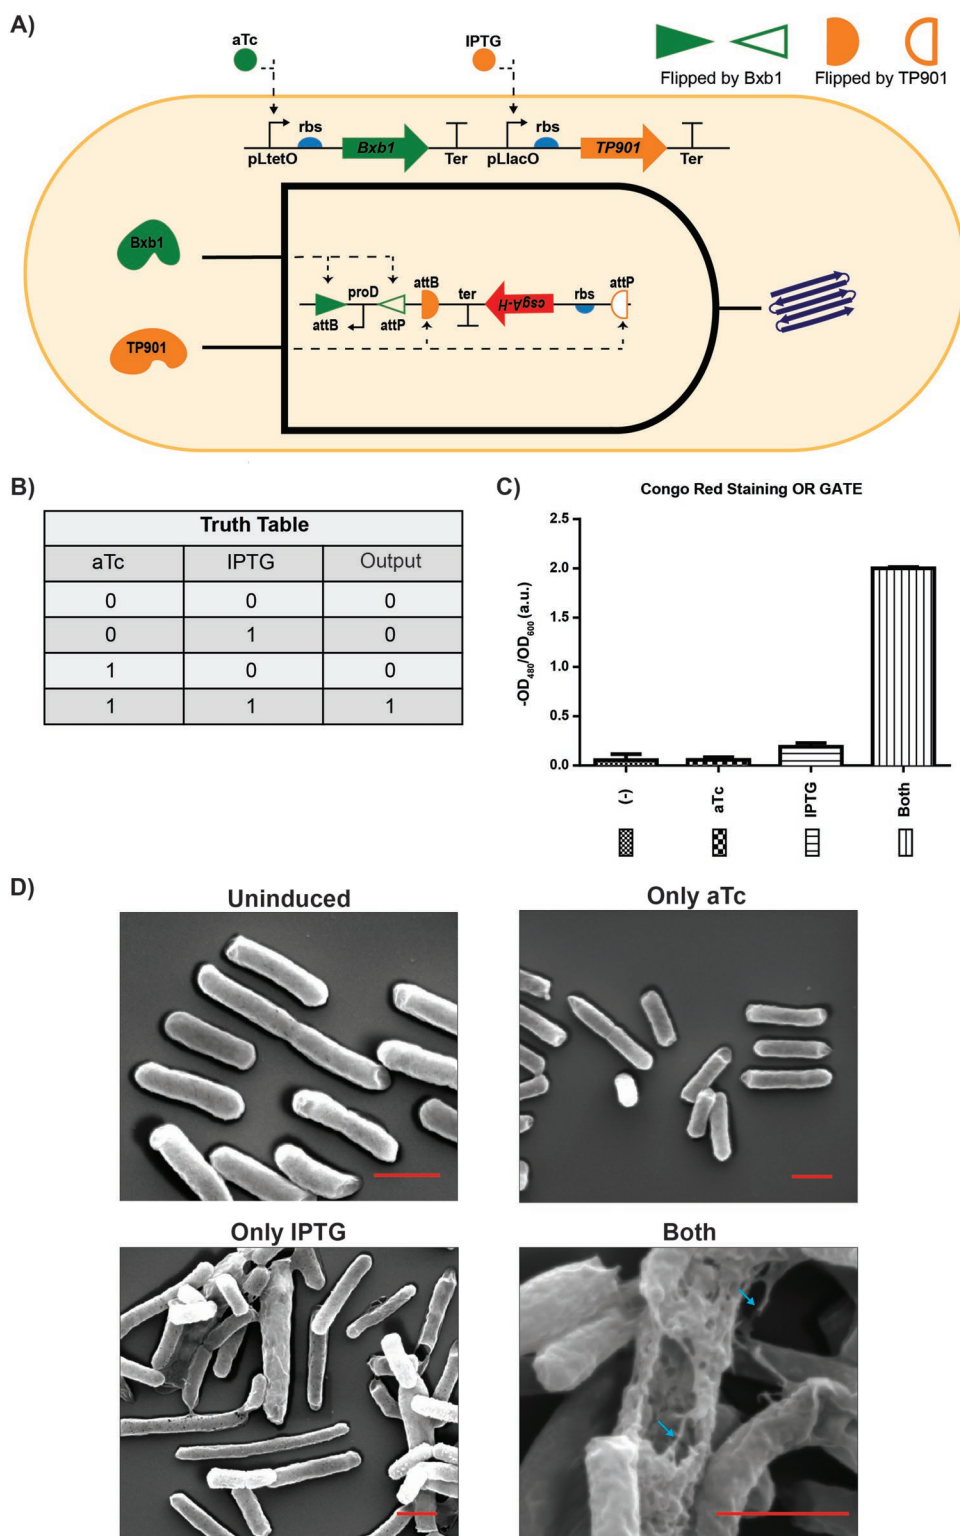 A)
aTc
IPTG
Flipped by Bxb1
Flipped by TP901
rbs
rbs
pLtetO
Bxb1
Ter
pLlacO
TP901
Ter
Bxb1
proD
attB
ter
csgA-H
rbs
attP
attB
attP
TP901
B)
Truth Table
aTc IPTG Output
0 0 0
0 1 0
1 0 0
1 1 1
C)
Congo Red Staining OR GATE
-OD480/OD600 (a.u.)
2.5
2.0
1.5
1.0
0.5
0.0
(-)
aTc
IPTG
Both
D)
Uninduced
Only aTc
Only IPTG
Both